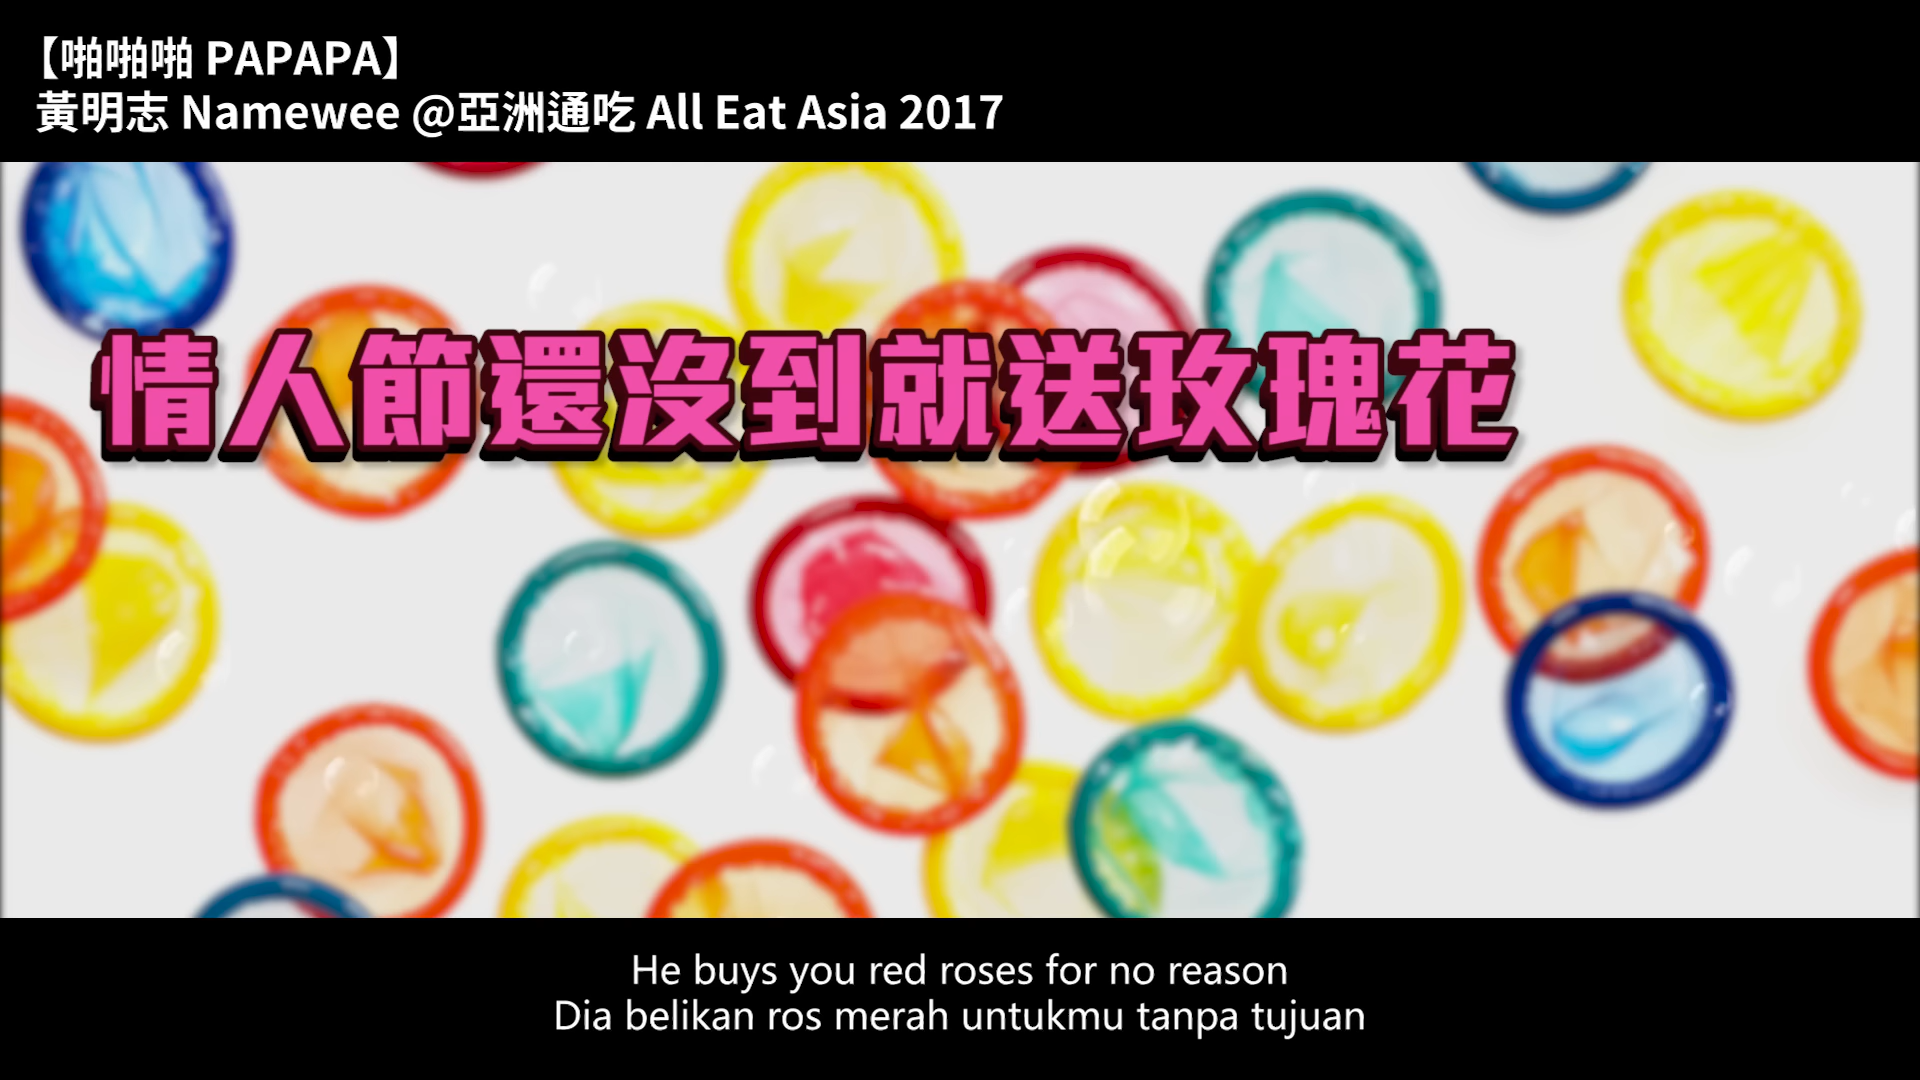 【啪啪啪 PAPAPA】
黃明志 Namewee @亞洲通吃 All Eat Asia 2017
情人節還沒到就送玫瑰花
He buys you red roses for no reason
Dia belikan ros merah untukmu tanpa tujuan